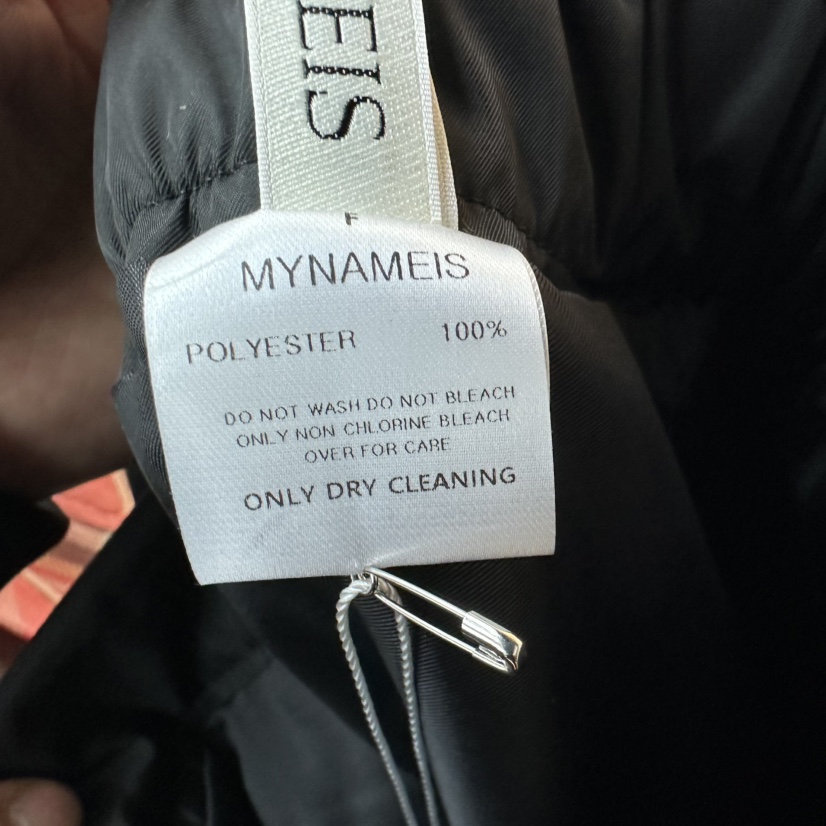 EIS
F
MYNAMEIS
POLYESTER 100%
DO NOT WASH DO NOT BLEACH
ONLY NON CHLORINE BLEACH
OVER FOR CARE
ONLY DRY CLEANING